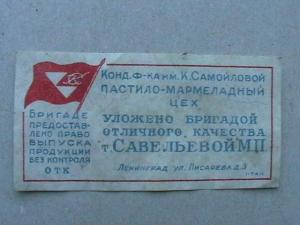 Конд. ф-ка им. К. Самойловой
ПАСТИЛО-МАРМЕЛАДНЫЙ
ЦЕХ
УЛОЖЕНО БРИГАДОЙ
ОТЛИЧНОГО КАЧЕСТВА
т. САВЕЛЬЕВОЙ М.П.
Ленинград ул. Писарева д. 3
БРИГАДЕ
ПРЕДОСТАВ-
ЛЕНО ПРАВО
ВЫПУСКА
ПРОДУКЦИИ
БЕЗ КОНТРОЛЯ
ОТК